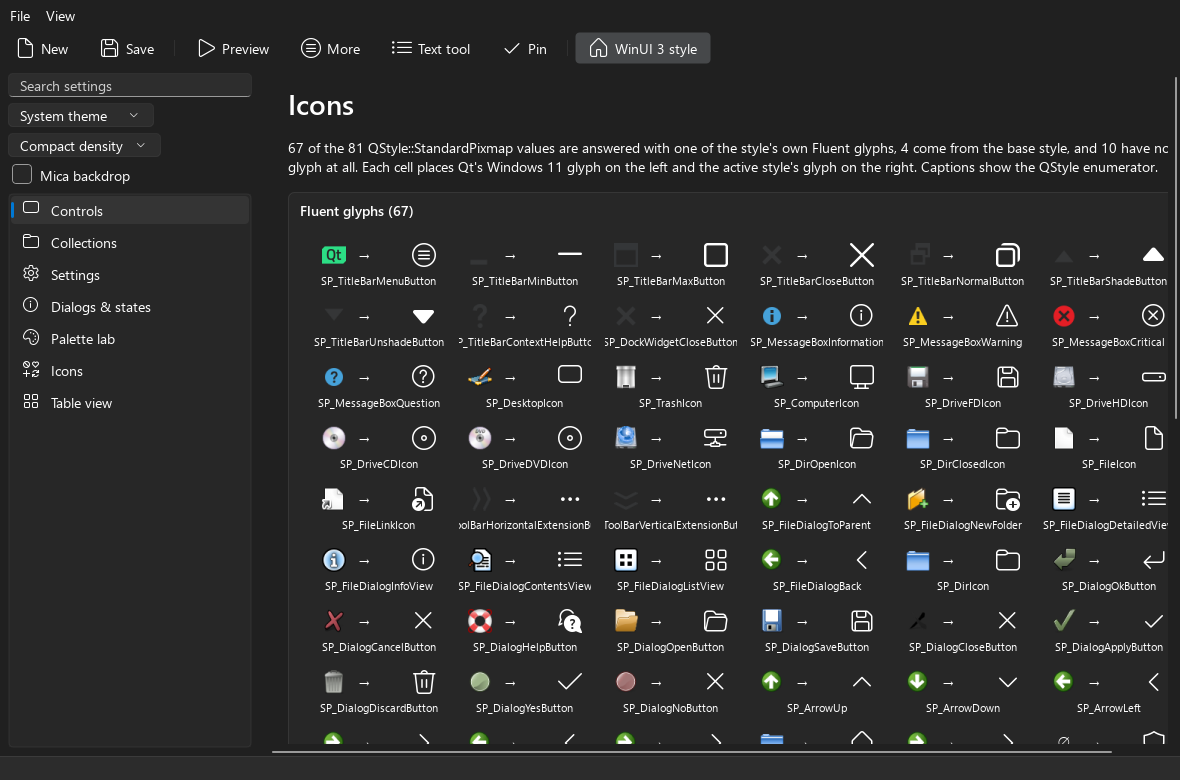 File View
New Save Preview More Text tool Pin WinUI 3 style
Search settings
System theme
Compact density
Mica backdrop
Controls
Collections
Settings
Dialogs & states
Palette lab
Icons
Table view
Icons
67 of the 81 QStyle::StandardPixmap values are answered with one of the style's own Fluent glyphs, 4 come from the base style, and 10 have no
glyph at all. Each cell places Qt's Windows 11 glyph on the left and the active style's glyph on the right. Captions show the QStyle enumerator.
Fluent glyphs (67)
Qt → → → → → →
SP_TitleBarMenuButton SP_TitleBarMinButton SP_TitleBarMaxButton SP_TitleBarCloseButton SP_TitleBarNormalButton SP_TitleBarShadeButton
→ → → → → →
SP_TitleBarUnshadeButton P_TitleBarContextHelpButto SP_DockWidgetCloseButton SP_MessageBoxInformation SP_MessageBoxWarning SP_MessageBoxCritical
→ → → → → →
SP_MessageBoxQuestion SP_DesktopIcon SP_TrashIcon SP_ComputerIcon SP_DriveFDIcon SP_DriveHDIcon
→ → → → → →
SP_DriveCDIcon SP_DriveDVDIcon SP_DriveNetIcon SP_DirOpenIcon SP_DirClosedIcon SP_FileIcon
→ → → → → →
SP_FileLinkIcon oolBarHorizontalExtensionB ToolBarVerticalExtensionBut SP_FileDialogToParent SP_FileDialogNewFolder SP_FileDialogDetailedView
→ → → → → →
SP_FileDialogInfoView SP_FileDialogContentsView SP_FileDialogListView SP_FileDialogBack SP_DirIcon SP_DialogOkButton
→ → → → → →
SP_DialogCancelButton SP_DialogHelpButton SP_DialogOpenButton SP_DialogSaveButton SP_DialogCloseButton SP_DialogApplyButton
→ → → → → →
SP_DialogDiscardButton SP_DialogYesButton SP_DialogNoButton SP_ArrowUp SP_ArrowDown SP_ArrowLeft